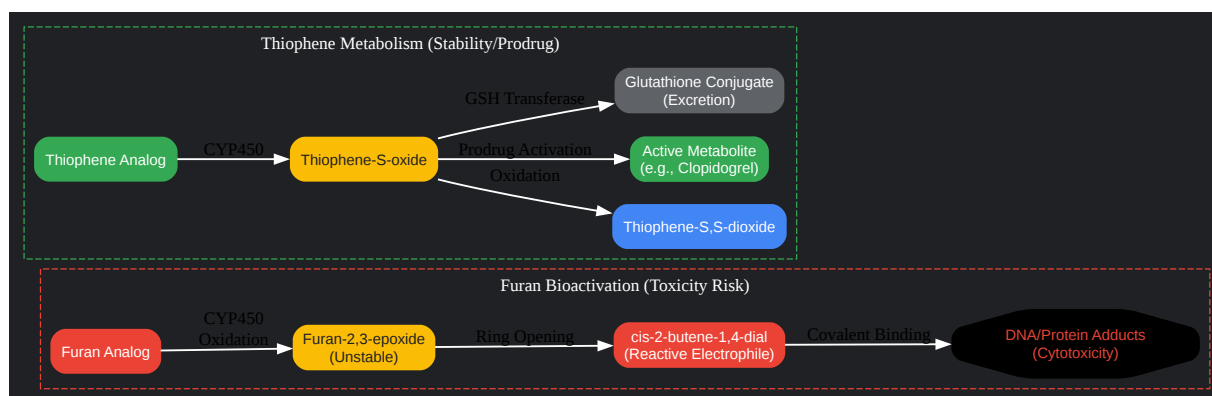 Thiophene Metabolism (Stability/Prodrug)
Thiophene Analog
CYP450
Thiophene-S-oxide
GSH Transferase
Glutathione Conjugate
(Excretion)
Prodrug Activation
Active Metabolite
(e.g., Clopidogrel)
Oxidation
Thiophene-S,S-dioxide
Furan Bioactivation (Toxicity Risk)
Furan Analog
CYP450
Oxidation
Furan-2,3-epoxide
(Unstable)
Ring Opening
cis-2-butene-1,4-dial
(Reactive Electrophile)
Covalent Binding
DNA/Protein Adducts
(Cytotoxicity)